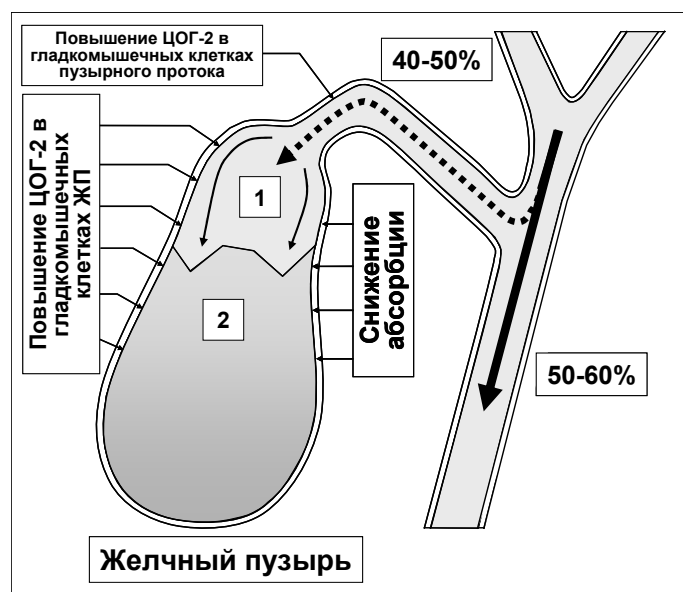 Повышение ЦОГ-2 в
гладкомышечных клетках
пузырного протока
40-50%
Повышение ЦОГ-2 в
гладкомышечных
клетках ЖП
1
2
Снижение
абсорбции
50-60%
Желчный пузырь